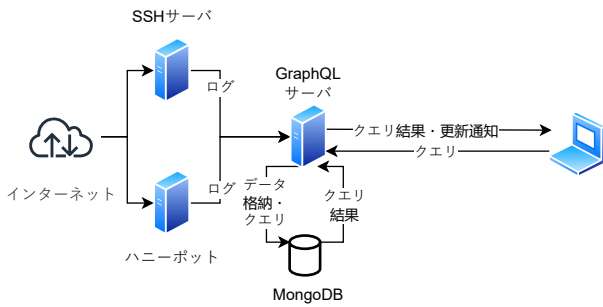 SSHサーバ
GraphQL
サーバ
ログ
クエリ結果・更新通知
クエリ
インターネット
ログ
データ
格納・
クエリ
クエリ
結果
ハニーポット
MongoDB